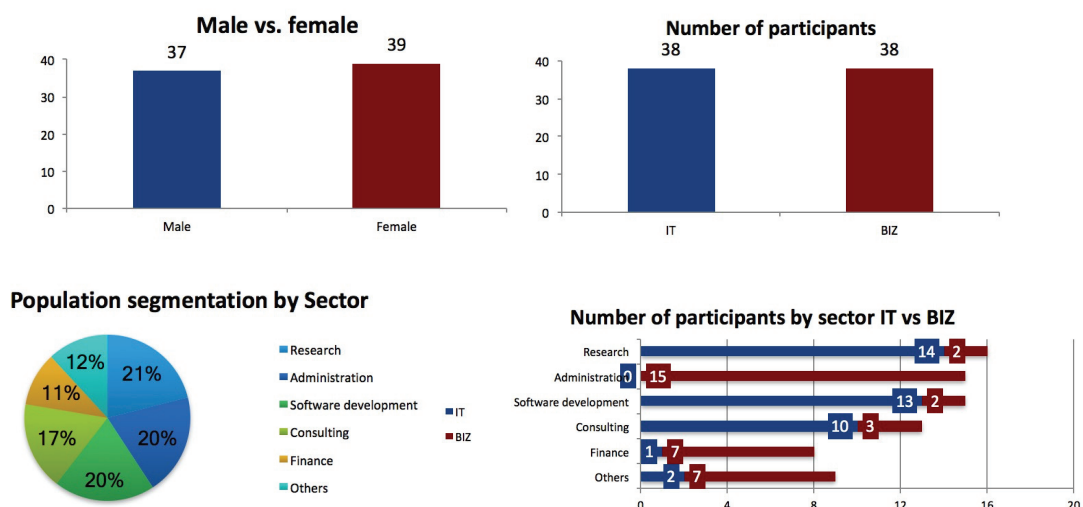 Male vs. female
37
39
40
30
20
10
0
Male
Female
Number of participants
38
38
40
30
20
10
0
IT
BIZ
Population segmentation by Sector
12%
21%
11%
17%
20%
20%
Research
Administration
Software development
Consulting
Finance
Others
IT
BIZ
Number of participants by sector IT vs BIZ
Research 14 2
Administration 0 15
Software development 13 2
Consulting 10 3
Finance 1 7
Others 2 7
0 4 8 12 16 20